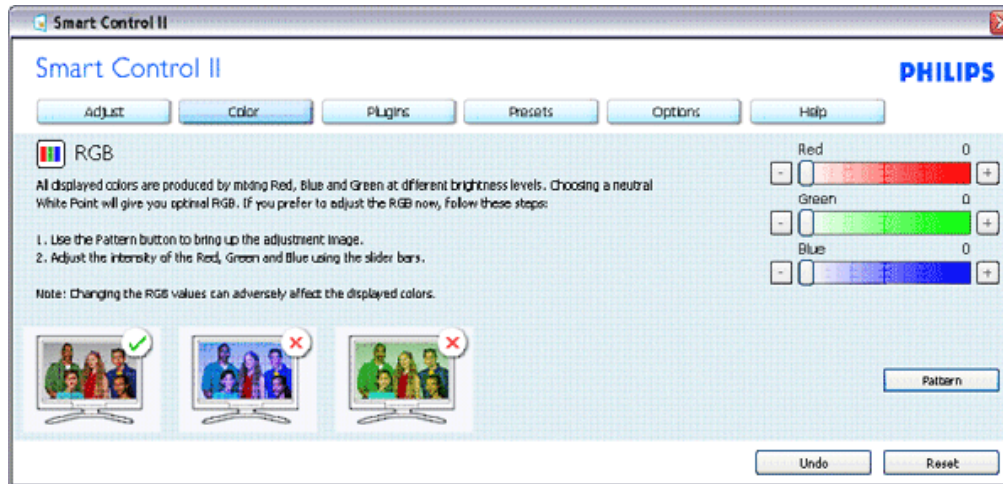 Smart Control II
Smart Control II
PHILIPS
Adjust Color Plugins Presets Options Help
RGB
All displayed colors are produced by mixing Red, Blue and Green at different brightness levels. Choosing a neutral
White Point will give you optimal RGB. If you prefer to adjust the RGB now, follow these steps:
1. Use the Pattern button to bring up the adjustment image.
2. Adjust the intensity of the Red, Green and Blue using the slider bars.
Note: Changing the RGB values can adversely affect the displayed colors.
Red 0
- +
Green 0
- +
Blue 0
- +
Pattern
Undo Reset